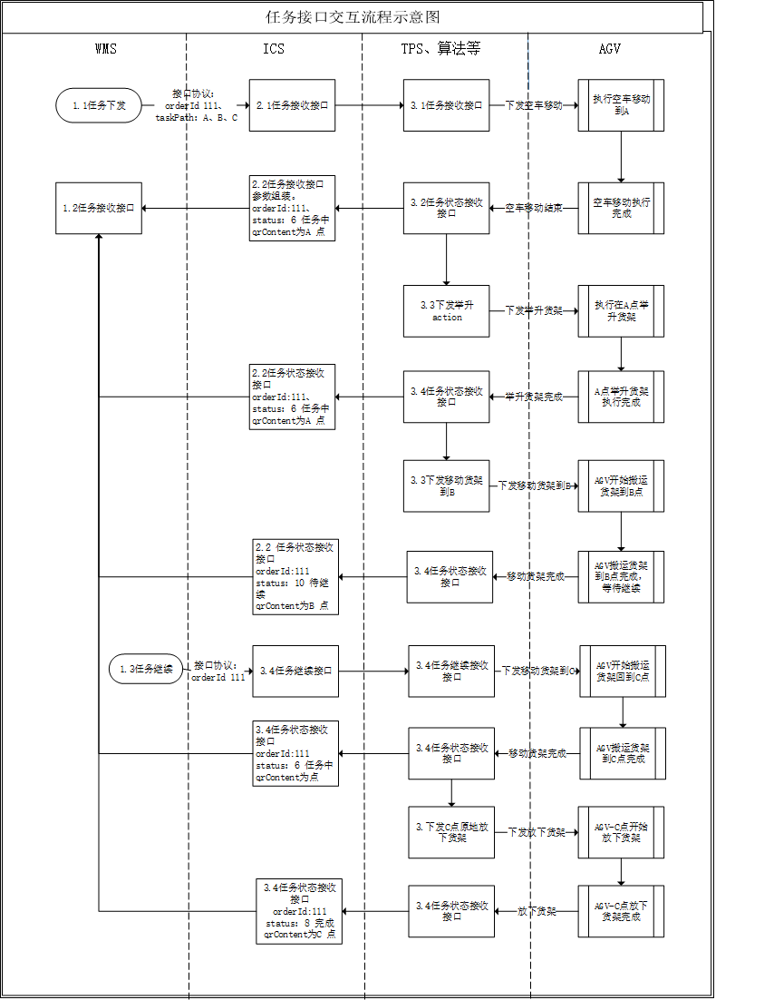 任务接口交互流程示意图
WMS
ICS
TPS、算法等
AGV
1.1任务下发
接口协议:
orderId 111、
taskPath: A、B、C
2.1任务接收接口
3.1任务接收接口
下发空车移动
执行空车移动
到A
1.2任务接收接口
2.2任务接收接口
参数组装。
orderId:111、
status: 6 任务中
qrContent为A 点
3.2任务状态接收
接口
空车移动结束
空车移动执行
完成
3.3下发举升
action
下发举升货架
执行在A点举
升货架
2.2任务状态接收
接口
orderId:111、
status: 6 任务中
qrContent为A 点
3.4任务状态接收
接口
举升货架完成
A点举升货架
执行完成
3.3下发移动货架
到B
下发移动货架到B
AGV开始搬运
货架到B点
2.2 任务状态接收
接口
orderId:111
status: 10 待继
续
qrContent为B 点
3.4任务状态接收
接口
移动货架完成
AGV搬运货架
到B点完成,
等待继续
1.3任务继续
接口协议:
orderId 111
3.4任务继续接口
3.4任务继续接收
接口
下发移动货架到C
AGV开始搬运
货架回到C点
3.4任务状态接收
接口
orderId:111
status: 6 任务中
qrContent为点
3.4任务状态接收
接口
移动货架完成
AGV搬运货架
到C点完成
3.下发C点原地放
下货架
下发放下货架
AGV-C点开始
放下货架
3.4任务状态接收
接口
orderId:111
status: 8 完成
qrContent为C 点
3.4任务状态接收
接口
放下货架
AGV-C点放下
货架完成